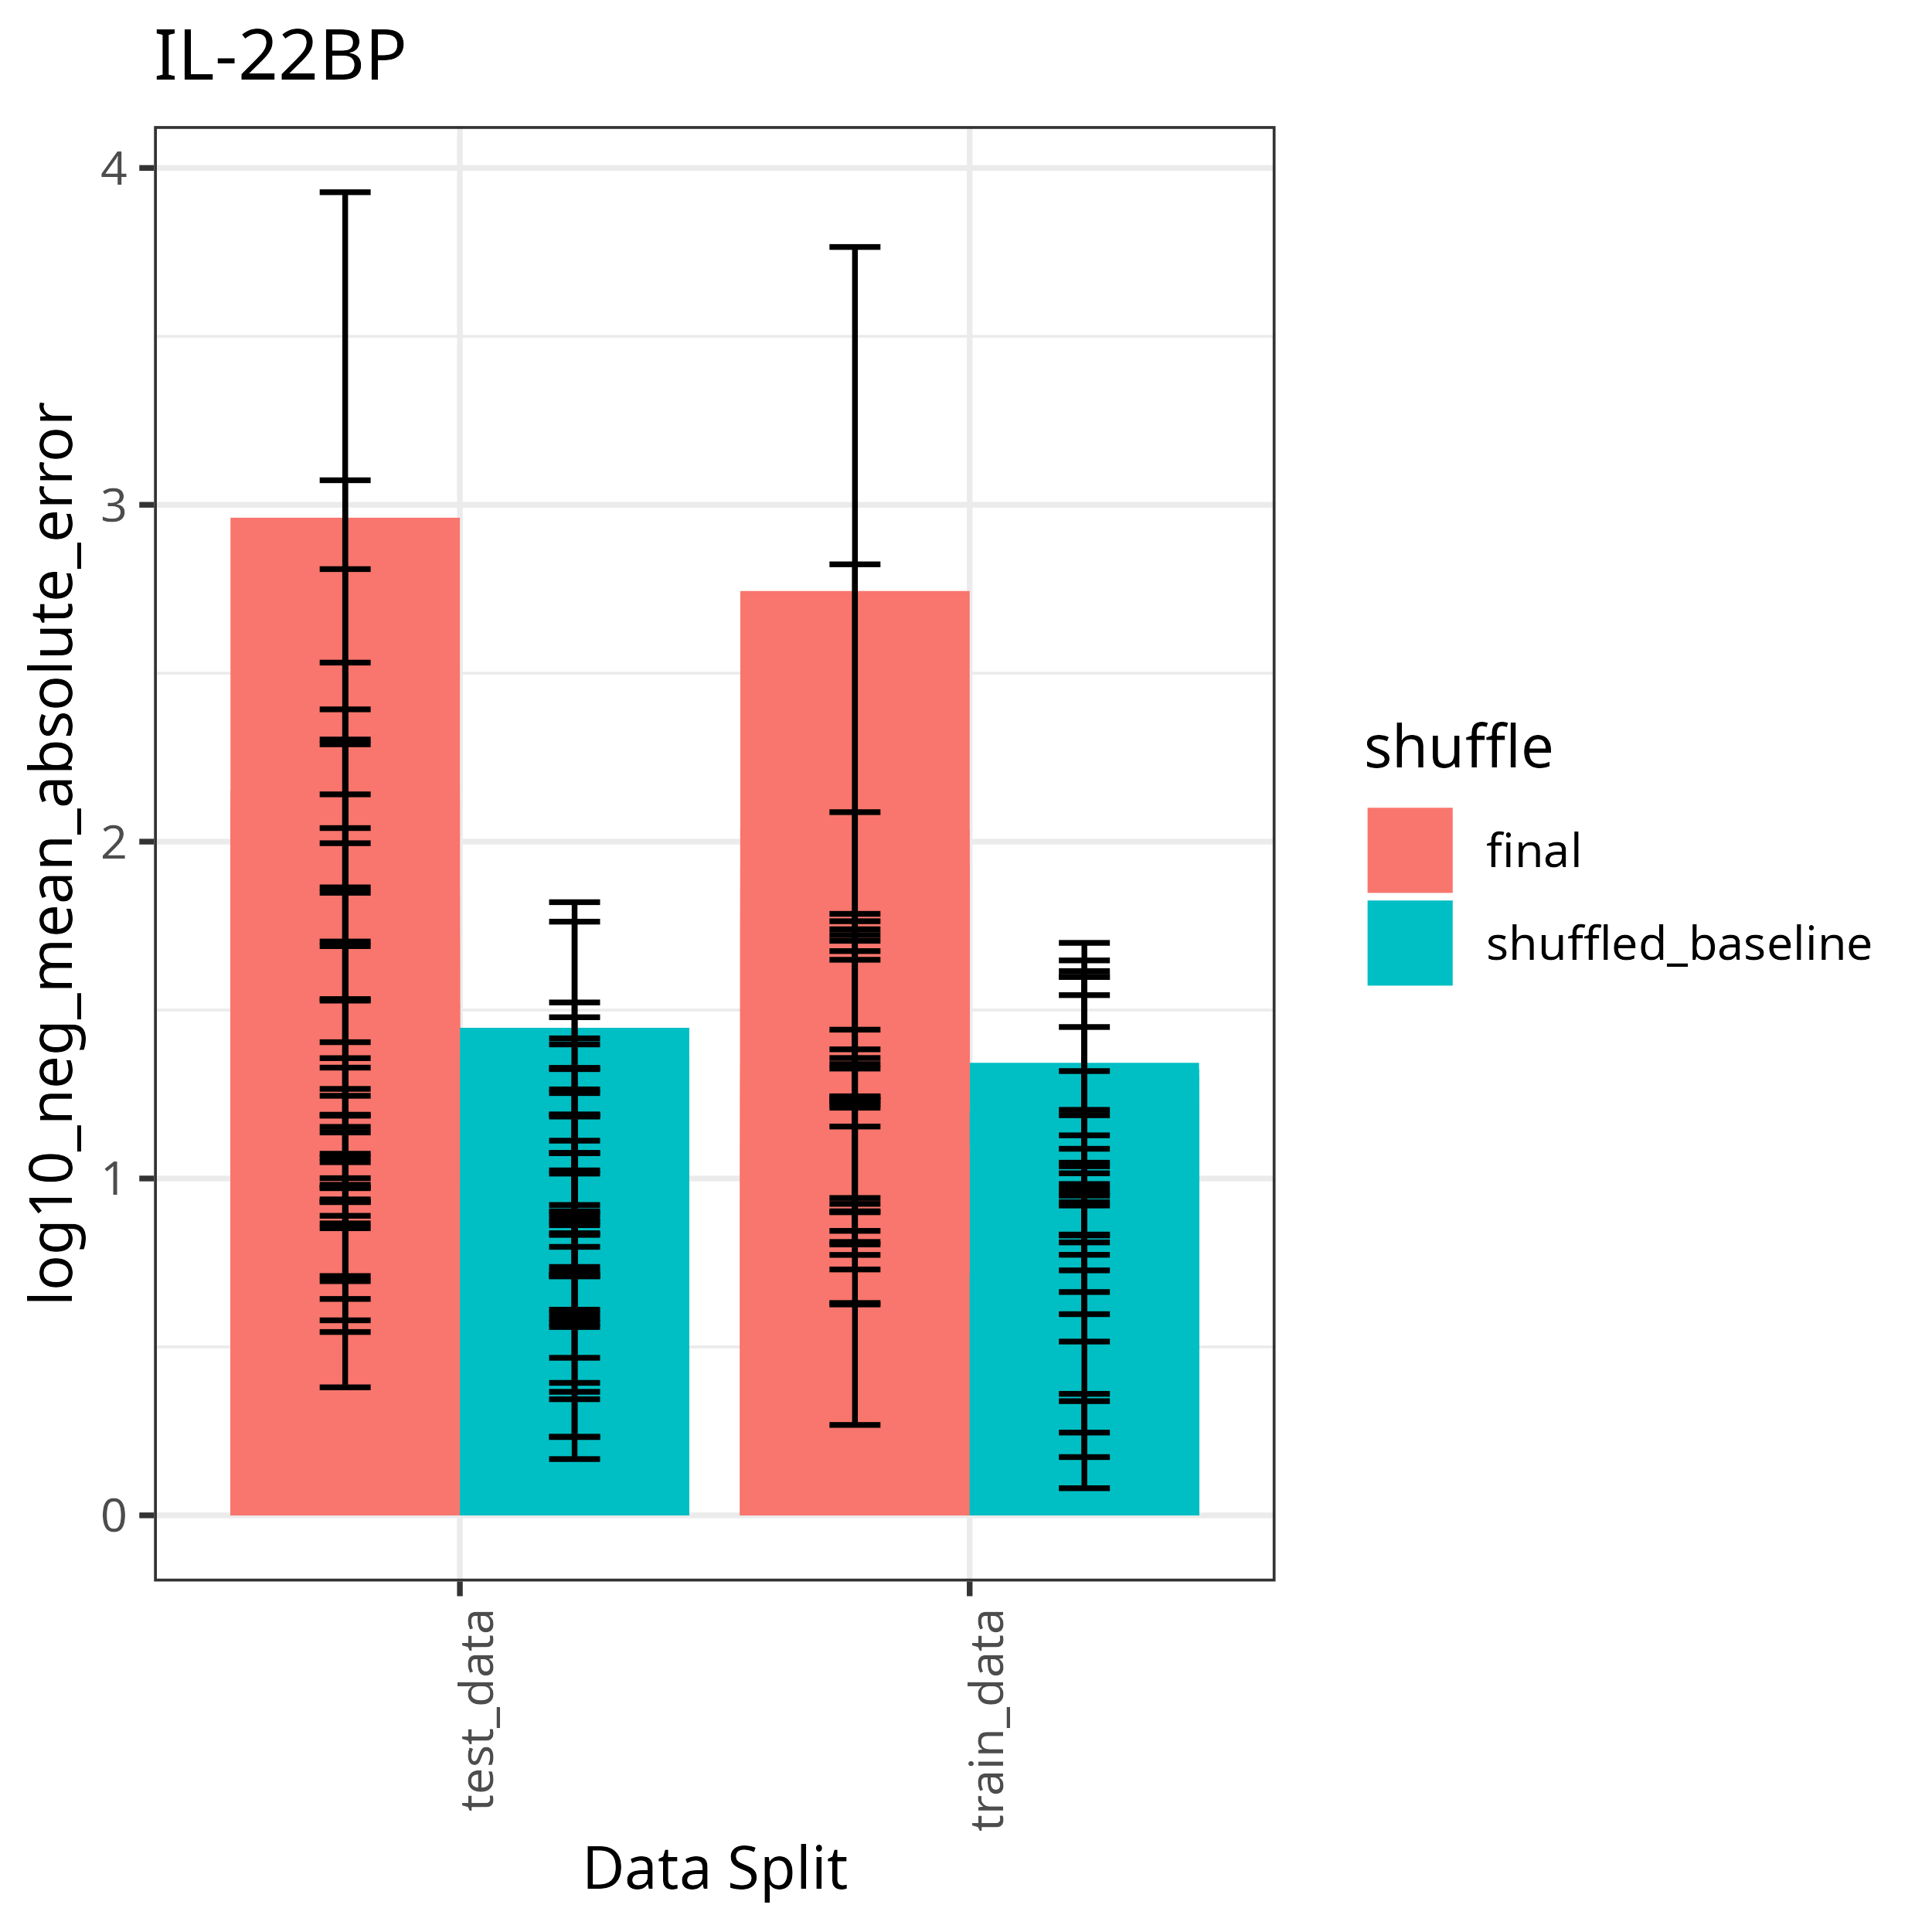 IL-22BP
log10_neg_mean_absolute_error
4
3
2
1
0
test_data
train_data
Data Split
shuffle
final
shuffled_baseline